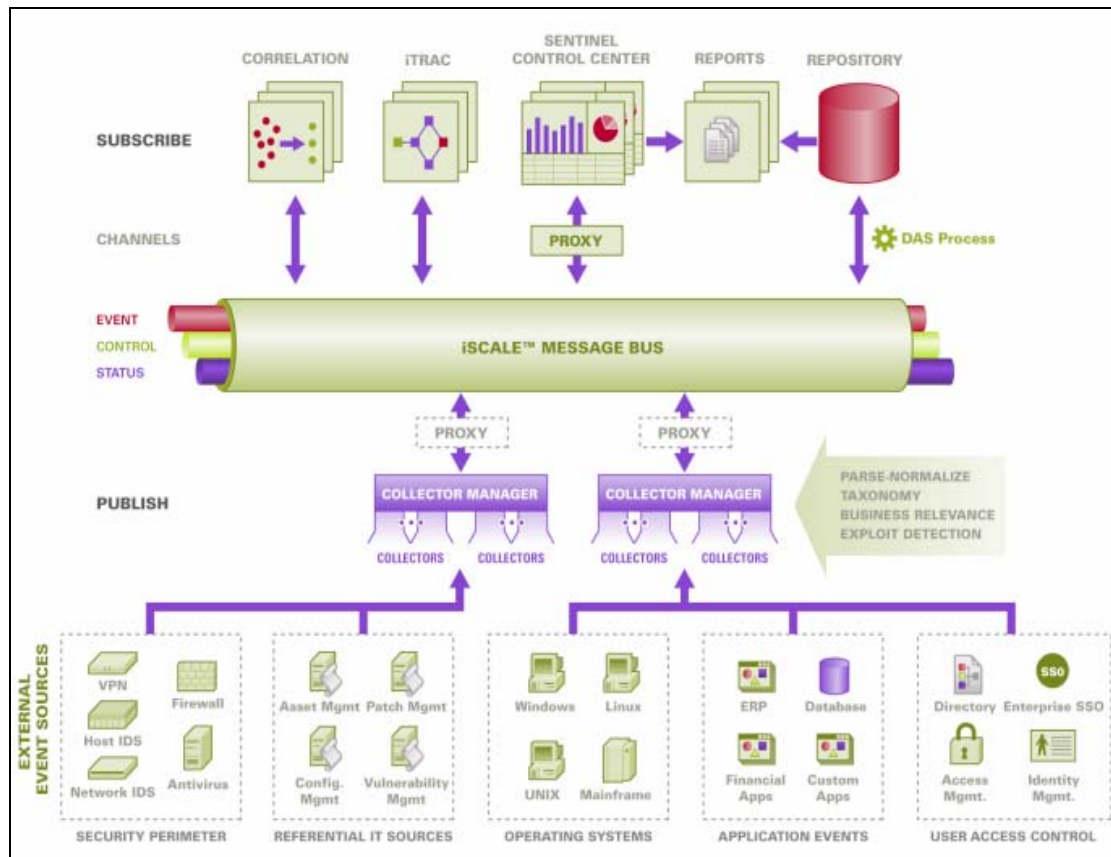 CORRELATION
iTRAC
SENTINEL
CONTROL CENTER
REPORTS
REPOSITORY
SUBSCRIBE
CHANNELS
PROXY
DAS Process
EVENT
CONTROL
STATUS
iSCALE™ MESSAGE BUS
PROXY
PROXY
PUBLISH
COLLECTOR MANAGER
COLLECTORS
COLLECTORS
COLLECTOR MANAGER
COLLECTORS
COLLECTORS
PARSE-NORMALIZE
TAXONOMY
BUSINESS RELEVANCE
EXPLOIT DETECTION
EXTERNAL
EVENT SOURCES
VPN
Firewall
Host IDS
Network IDS
Antivirus
SECURITY PERIMETER
Asset Mgmt
Patch Mgmt
Config.
Mgmt
Vulnerability
Mgmt
REFERENTIAL IT SOURCES
Windows
Linux
UNIX
Mainframe
OPERATING SYSTEMS
ERP
Database
Financial
Apps
Custom
Apps
APPLICATION EVENTS
Directory
SSO
Enterprise SSO
Access
Mgmt.
Identity
Mgmt.
USER ACCESS CONTROL